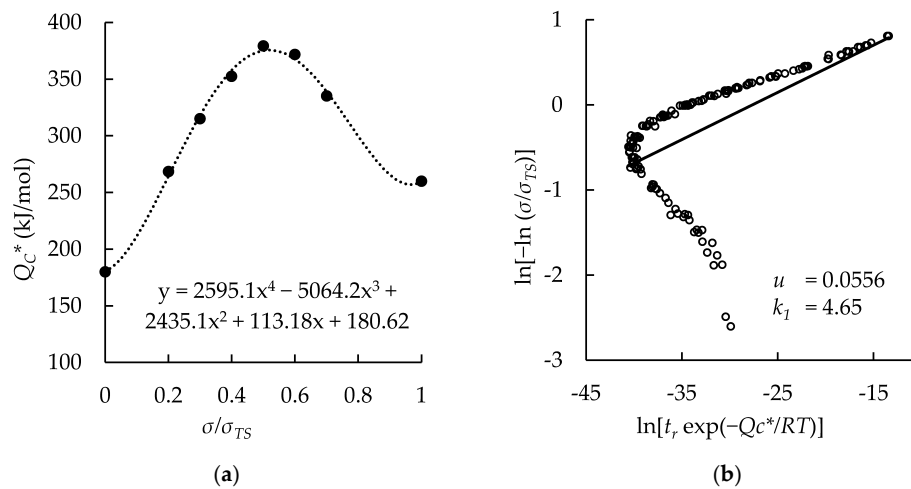 400
350
300
250
200
150
100
Q_C* (kJ/mol)
y = 2595.1x⁴ − 5064.2x³ +
2435.1x² + 113.18x + 180.62
0 0.2 0.4 0.6 0.8 1
σ/σ_TS
(a)
1
0
-1
-2
-3
ln[−ln (σ/σ_TS)]
u = 0.0556
k_1 = 4.65
-45 -35 -25 -15 -5
ln[t_r exp(−Qc*/RT)]
(b)